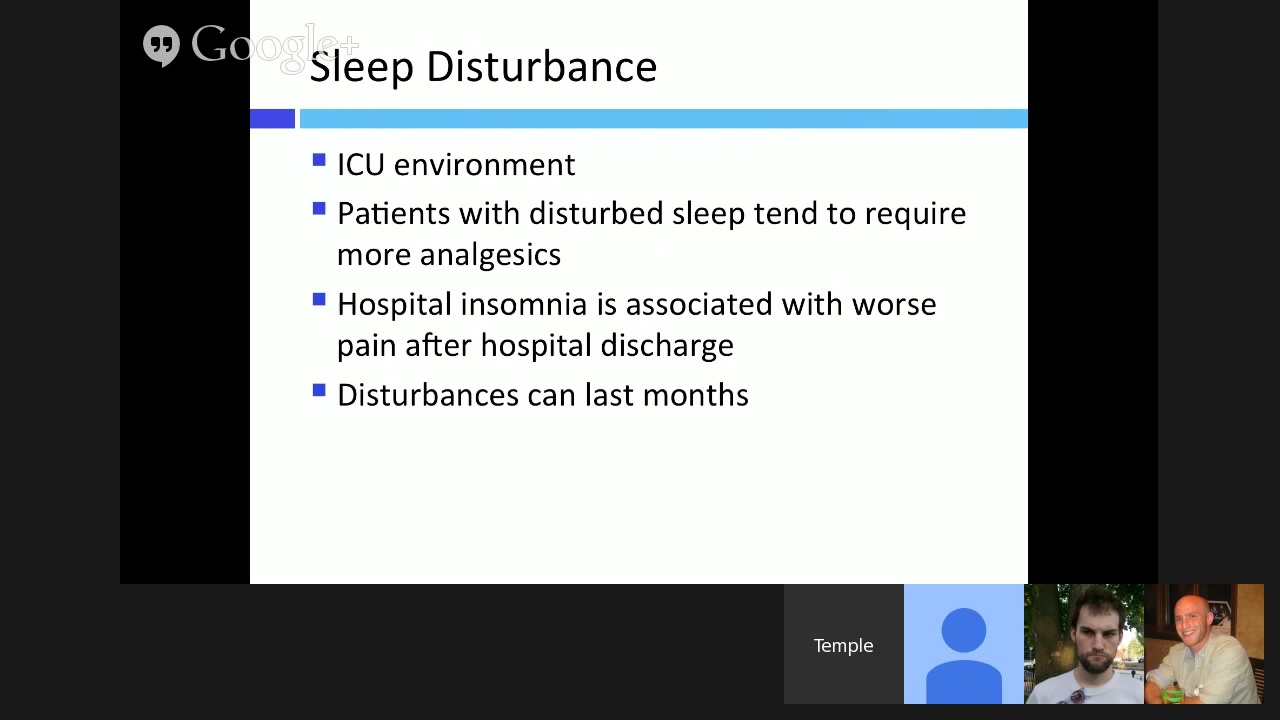 Google+
Sleep Disturbance
ICU environment
Patients with disturbed sleep tend to require
more analgesics
Hospital insomnia is associated with worse
pain after hospital discharge
Disturbances can last months
Temple